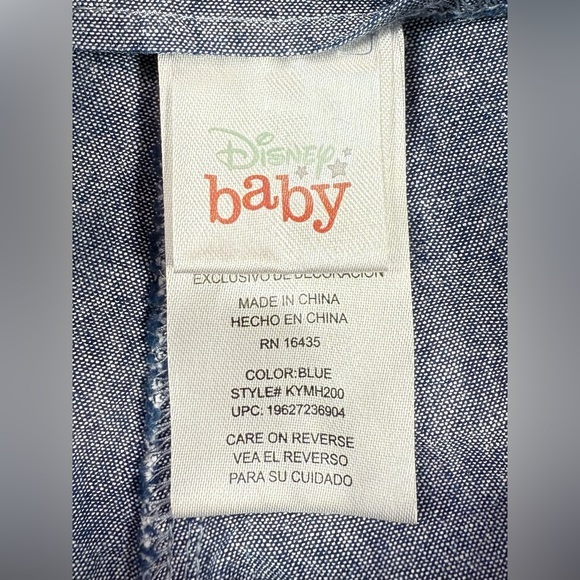 Disney
baby
EXCLUSIVO DE DECORACIÓN
MADE IN CHINA
HECHO EN CHINA
RN 16435
COLOR:BLUE
STYLE# KYMH200
UPC: 19627236904
CARE ON REVERSE
VEA EL REVERSO
PARA SU CUIDADO